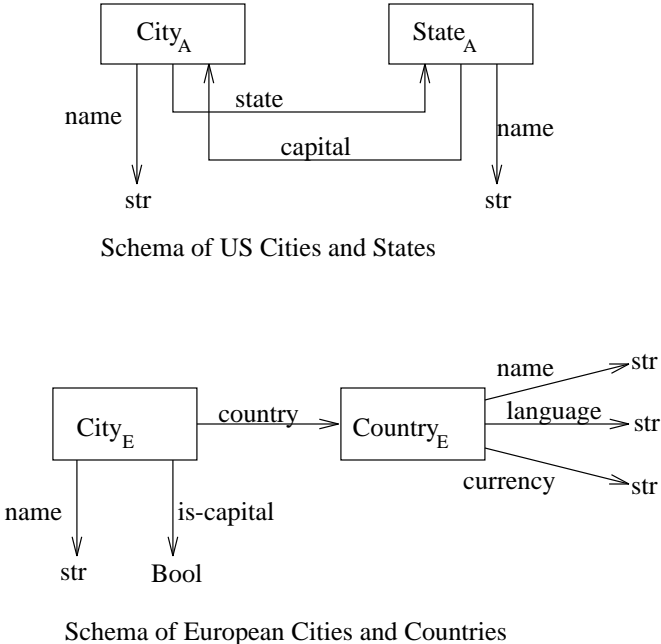 City_A State_A
state
name name
capital
str str
Schema of US Cities and States
name str
country language str
City_E Country_E
currency str
name is-capital
str Bool
Schema of European Cities and Countries